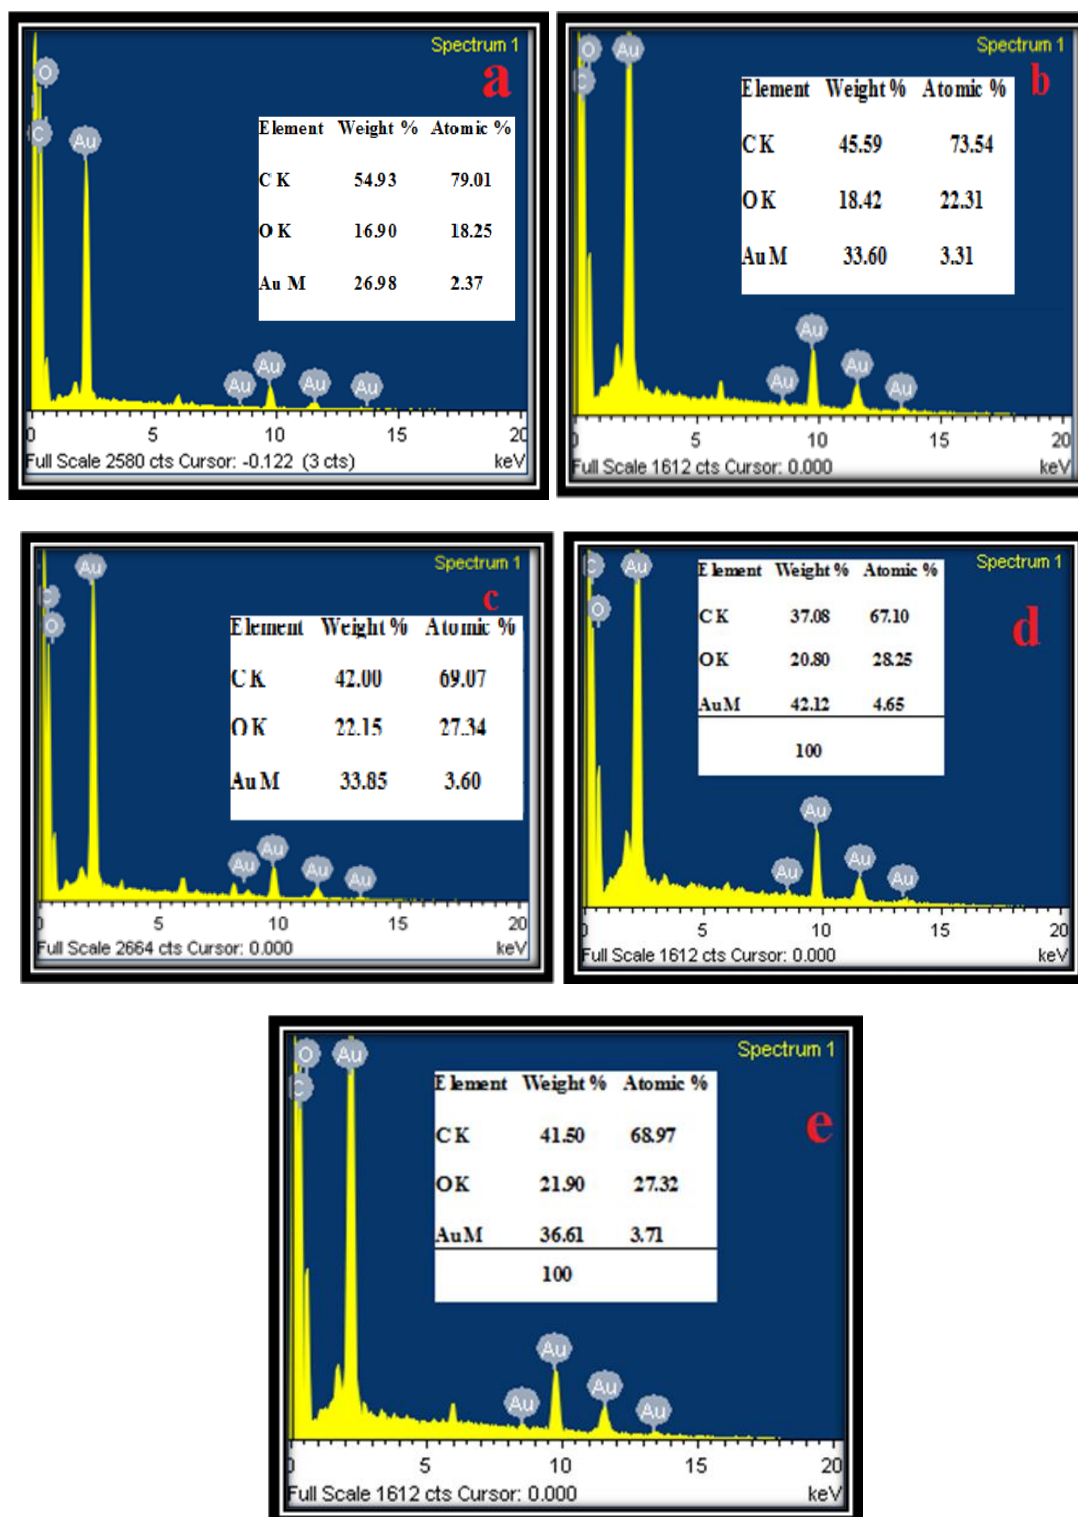 Spectrum 1
a
O
C
Au
Element Weight % Atomic %
C K 54.93 79.01
O K 16.90 18.25
Au M 26.98 2.37
Au Au Au Au
0 5 10 15 20
Full Scale 2580 cts Cursor: -0.122 (3 cts) keV
Spectrum 1
b
O Au
C
Element Weight % Atomic %
C K 45.59 73.54
O K 18.42 22.31
Au M 33.60 3.31
Au Au Au Au
0 5 10 15 20
Full Scale 1612 cts Cursor: 0.000 keV
Spectrum 1
c
Au
C
O
Element Weight % Atomic %
C K 42.00 69.07
O K 22.15 27.34
Au M 33.85 3.60
Au Au Au Au
0 5 10 15 20
Full Scale 2664 cts Cursor: 0.000 keV
Spectrum 1
d
C Au
O
Element Weight % Atomic %
C K 37.08 67.10
O K 20.80 28.25
Au M 42.12 4.65
100
Au Au Au Au
5 10 15 20
Full Scale 1612 cts Cursor: 0.000 keV
Spectrum 1
e
O Au
C
Element Weight % Atomic %
C K 41.50 68.97
O K 21.90 27.32
Au M 36.61 3.71
100
Au Au Au Au
0 5 10 15 20
Full Scale 1612 cts Cursor: 0.000 keV